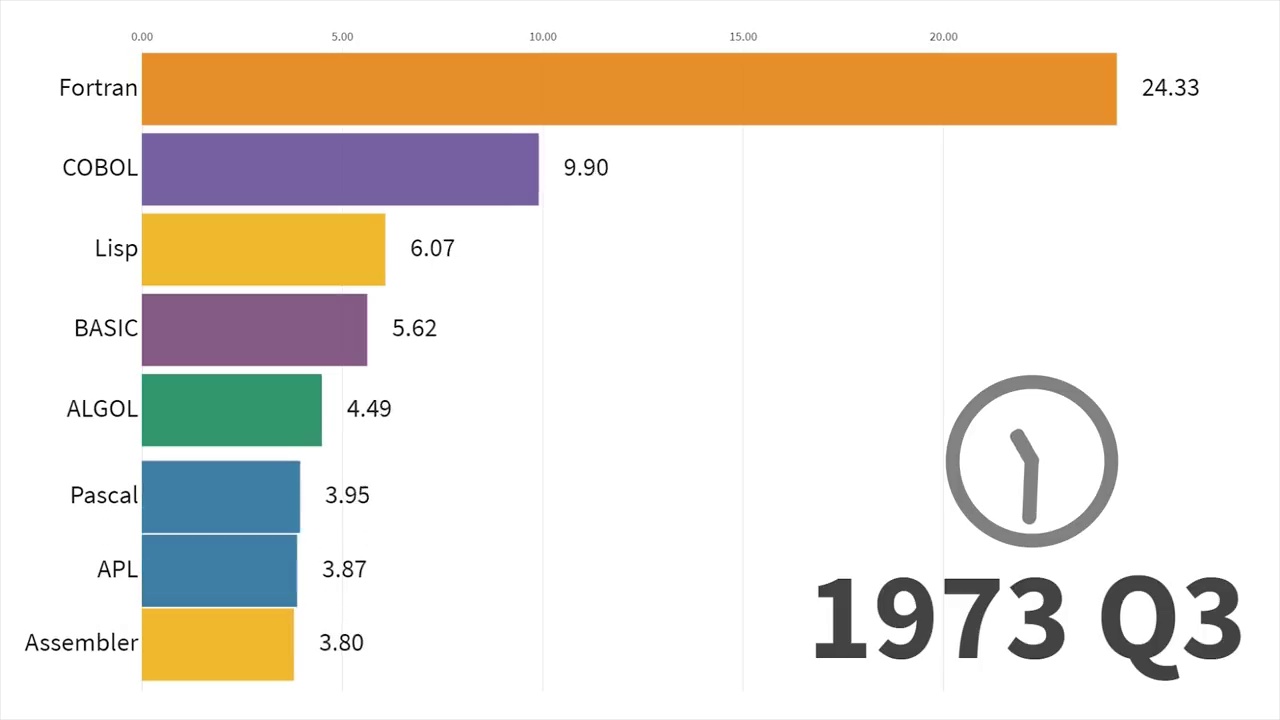 0.00 5.00 10.00 15.00 20.00
Fortran 24.33
COBOL 9.90
Lisp 6.07
BASIC 5.62
ALGOL 4.49
Pascal 3.95
APL 3.87
Assembler 3.80
1973 Q3